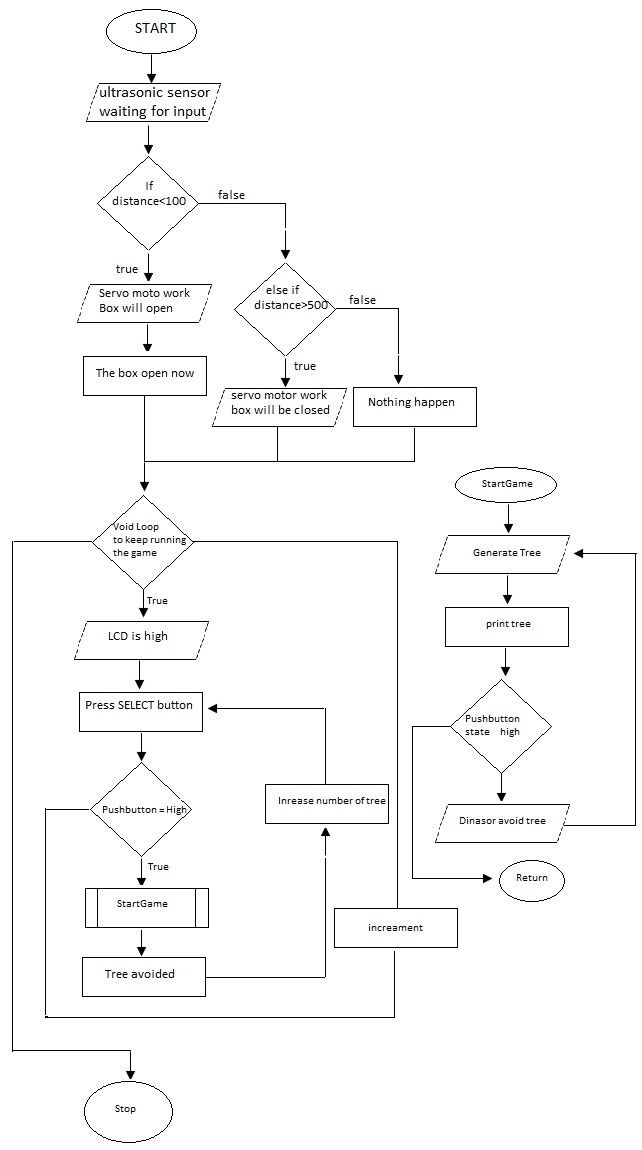 START
ultrasonic sensor
waiting for input
If
distance<100
false
true
Servo moto work
Box will open
else if
distance>500
false
true
The box open now
servo motor work
box will be closed
Nothing happen
Void Loop
to keep running
the game
True
LCD is high
Press SELECT button
Pushbutton = High
True
StartGame
Tree avoided
Inrease number of tree
increament
Stop
StartGame
Generate Tree
print tree
Pushbutton
state high
Dinasor avoid tree
Return